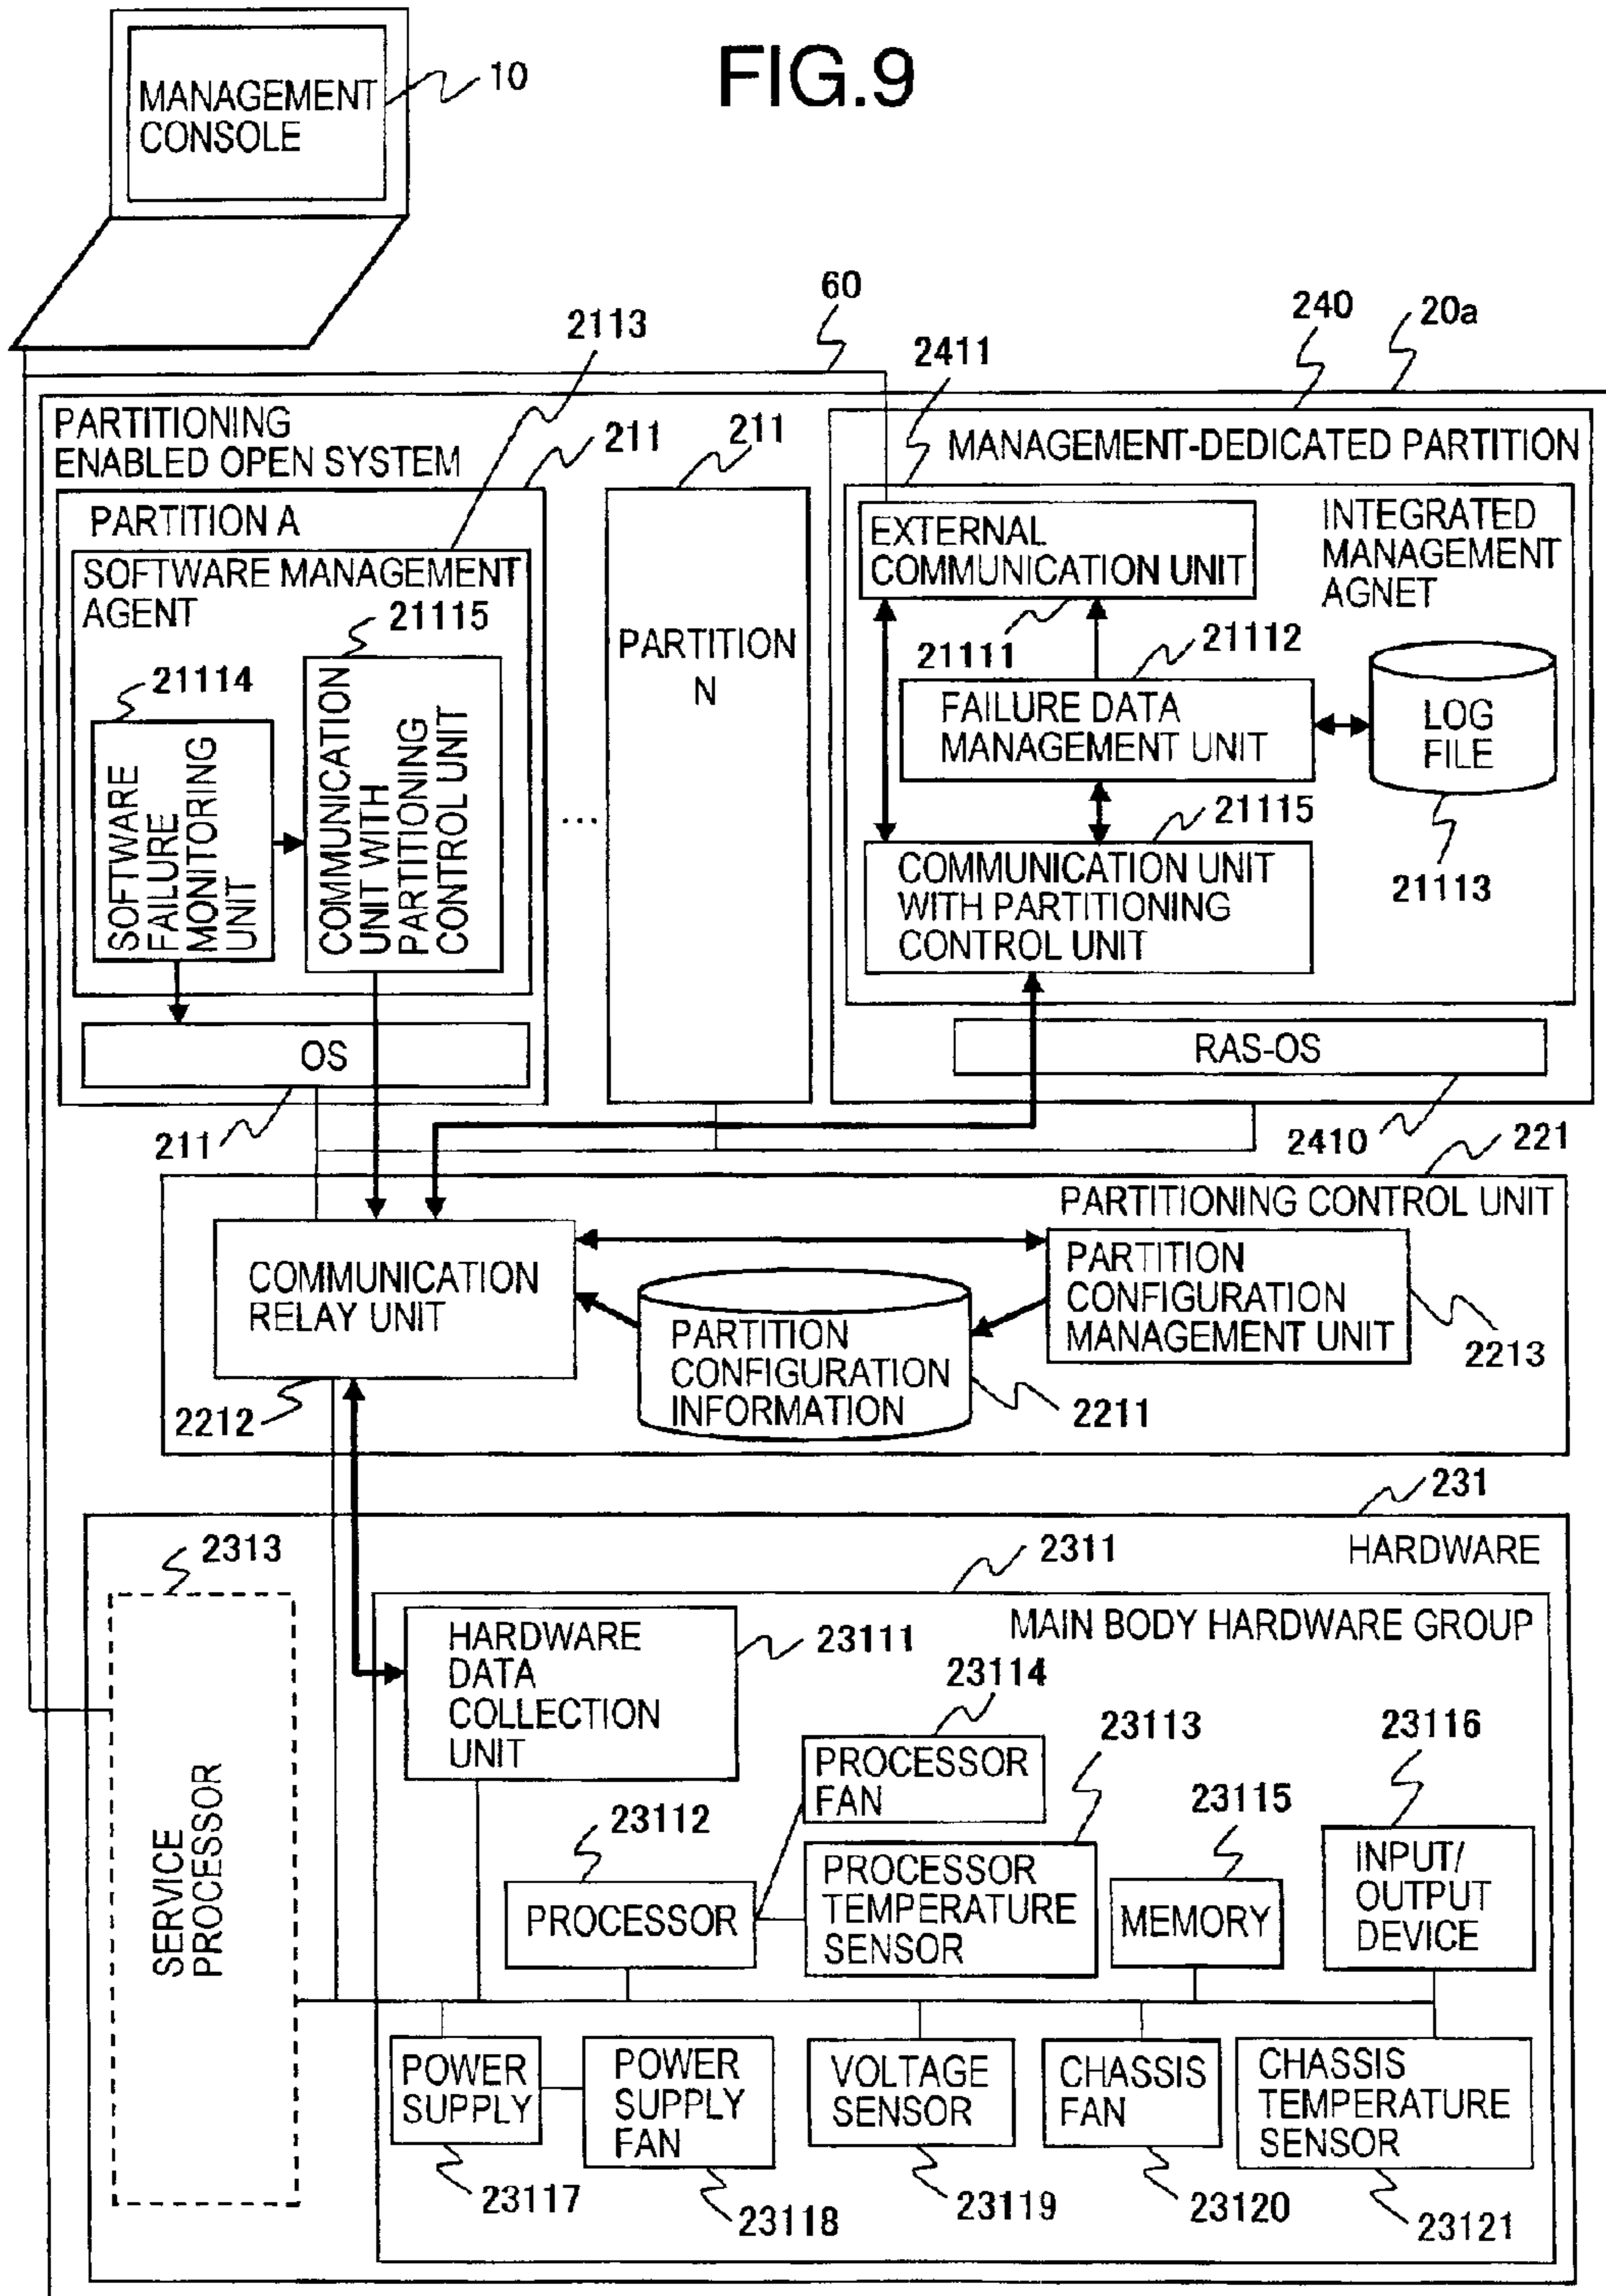 FIG.9
MANAGEMENT
CONSOLE
10
60
240
20a
2113
2411
PARTITIONING
ENABLED OPEN SYSTEM
211
211
MANAGEMENT-DEDICATED PARTITION
PARTITION A
SOFTWARE MANAGEMENT
AGENT
21115
21114
SOFTWARE
FAILURE
MONITORING
UNIT
COMMUNICATION
UNIT WITH
PARTITIONING
CONTROL UNIT
OS
211
...
PARTITION
N
EXTERNAL
COMMUNICATION UNIT
INTEGRATED
MANAGEMENT
AGNET
21111
21112
FAILURE DATA
MANAGEMENT UNIT
LOG
FILE
21113
21115
COMMUNICATION UNIT
WITH PARTITIONING
CONTROL UNIT
RAS-OS
2410
221
PARTITIONING CONTROL UNIT
COMMUNICATION
RELAY UNIT
2212
PARTITION
CONFIGURATION
INFORMATION
2211
PARTITION
CONFIGURATION
MANAGEMENT UNIT
2213
231
HARDWARE
2313
SERVICE
PROCESSOR
2311
MAIN BODY HARDWARE GROUP
HARDWARE
DATA
COLLECTION
UNIT
23111
23114
PROCESSOR
FAN
23113
23116
23112
PROCESSOR
PROCESSOR
TEMPERATURE
SENSOR
23115
MEMORY
INPUT/
OUTPUT
DEVICE
POWER
SUPPLY
POWER
SUPPLY
FAN
VOLTAGE
SENSOR
CHASSIS
FAN
CHASSIS
TEMPERATURE
SENSOR
23117
23118
23119
23120
23121